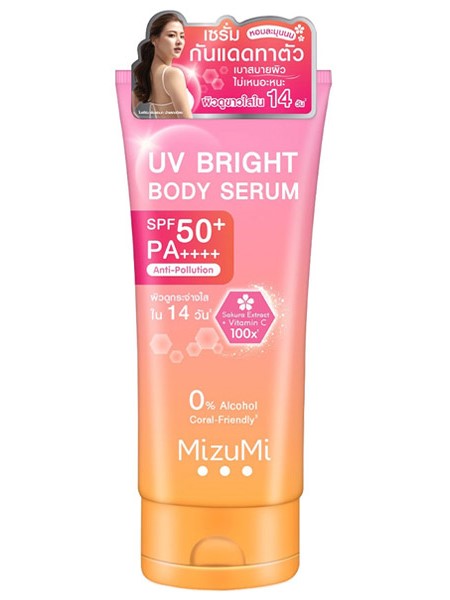 เซรั่ม
หอมละมุนนน
กันแดดทาตัว
เบาสบายผิว
ไม่เหนอะหนะ
ผิวดูขาวใสใน 14 วัน*
UV BRIGHT
BODY SERUM
SPF 50+
PA++++
Anti-Pollution
ผิวดูกระจ่างใส
ใน 14 วัน*
Sakura Extract
+ Vitamin C
100x
0% Alcohol
Coral-Friendly
MizuMi